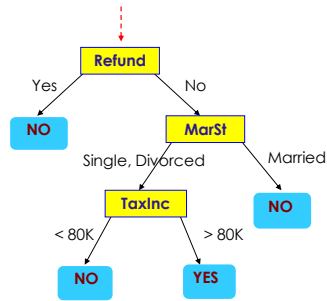 Refund
Yes
No
NO
MarSt
Single, Divorced
Married
TaxInc
NO
< 80K
> 80K
NO
YES